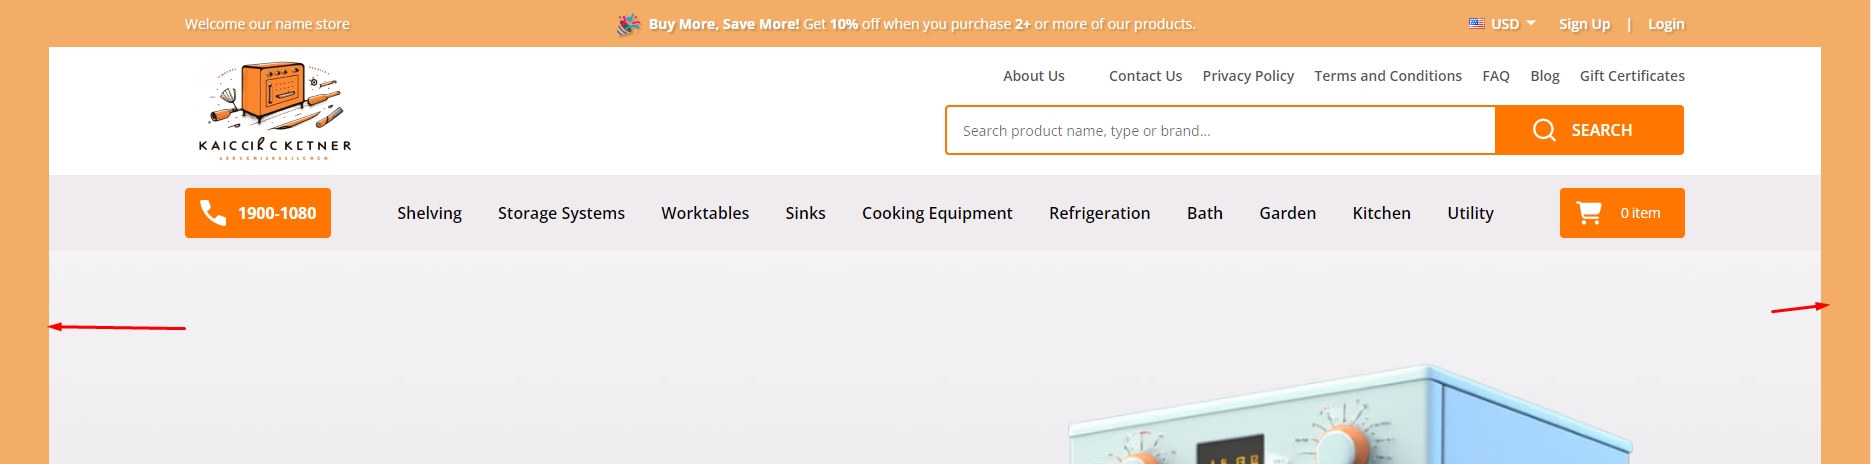 Welcome our name store
Buy More, Save More! Get 10% off when you purchase 2+ or more of our products.
USD
Sign Up | Login
About Us Contact Us Privacy Policy Terms and Conditions FAQ Blog Gift Certificates
Search product name, type or brand...
SEARCH
1900-1080
Shelving Storage Systems Worktables Sinks Cooking Equipment Refrigeration Bath Garden Kitchen Utility
0 item